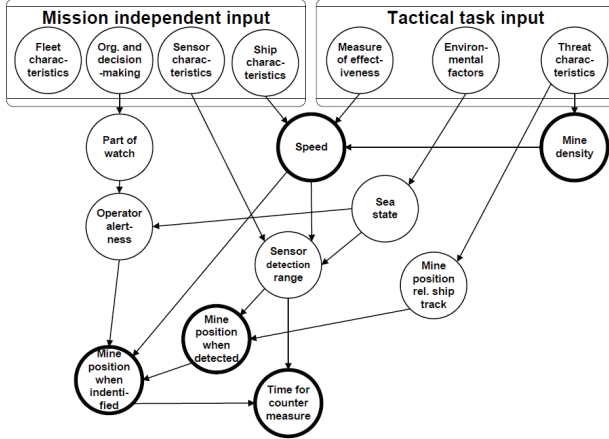 Mission independent input
Tactical task input
Fleet
charac-
teristics
Org. and
decision
-making
Sensor
charac-
teristics
Ship
charac-
teristics
Measure
of effect-
iveness
Environ-
mental
factors
Threat
charac-
teristics
Part of
watch
Speed
Mine
density
Operator
alert-
ness
Sea
state
Sensor
detection
range
Mine
position
rel. ship
track
Mine
position
when
detected
Mine
position
when
indenti-
fied
Time for
counter
measure